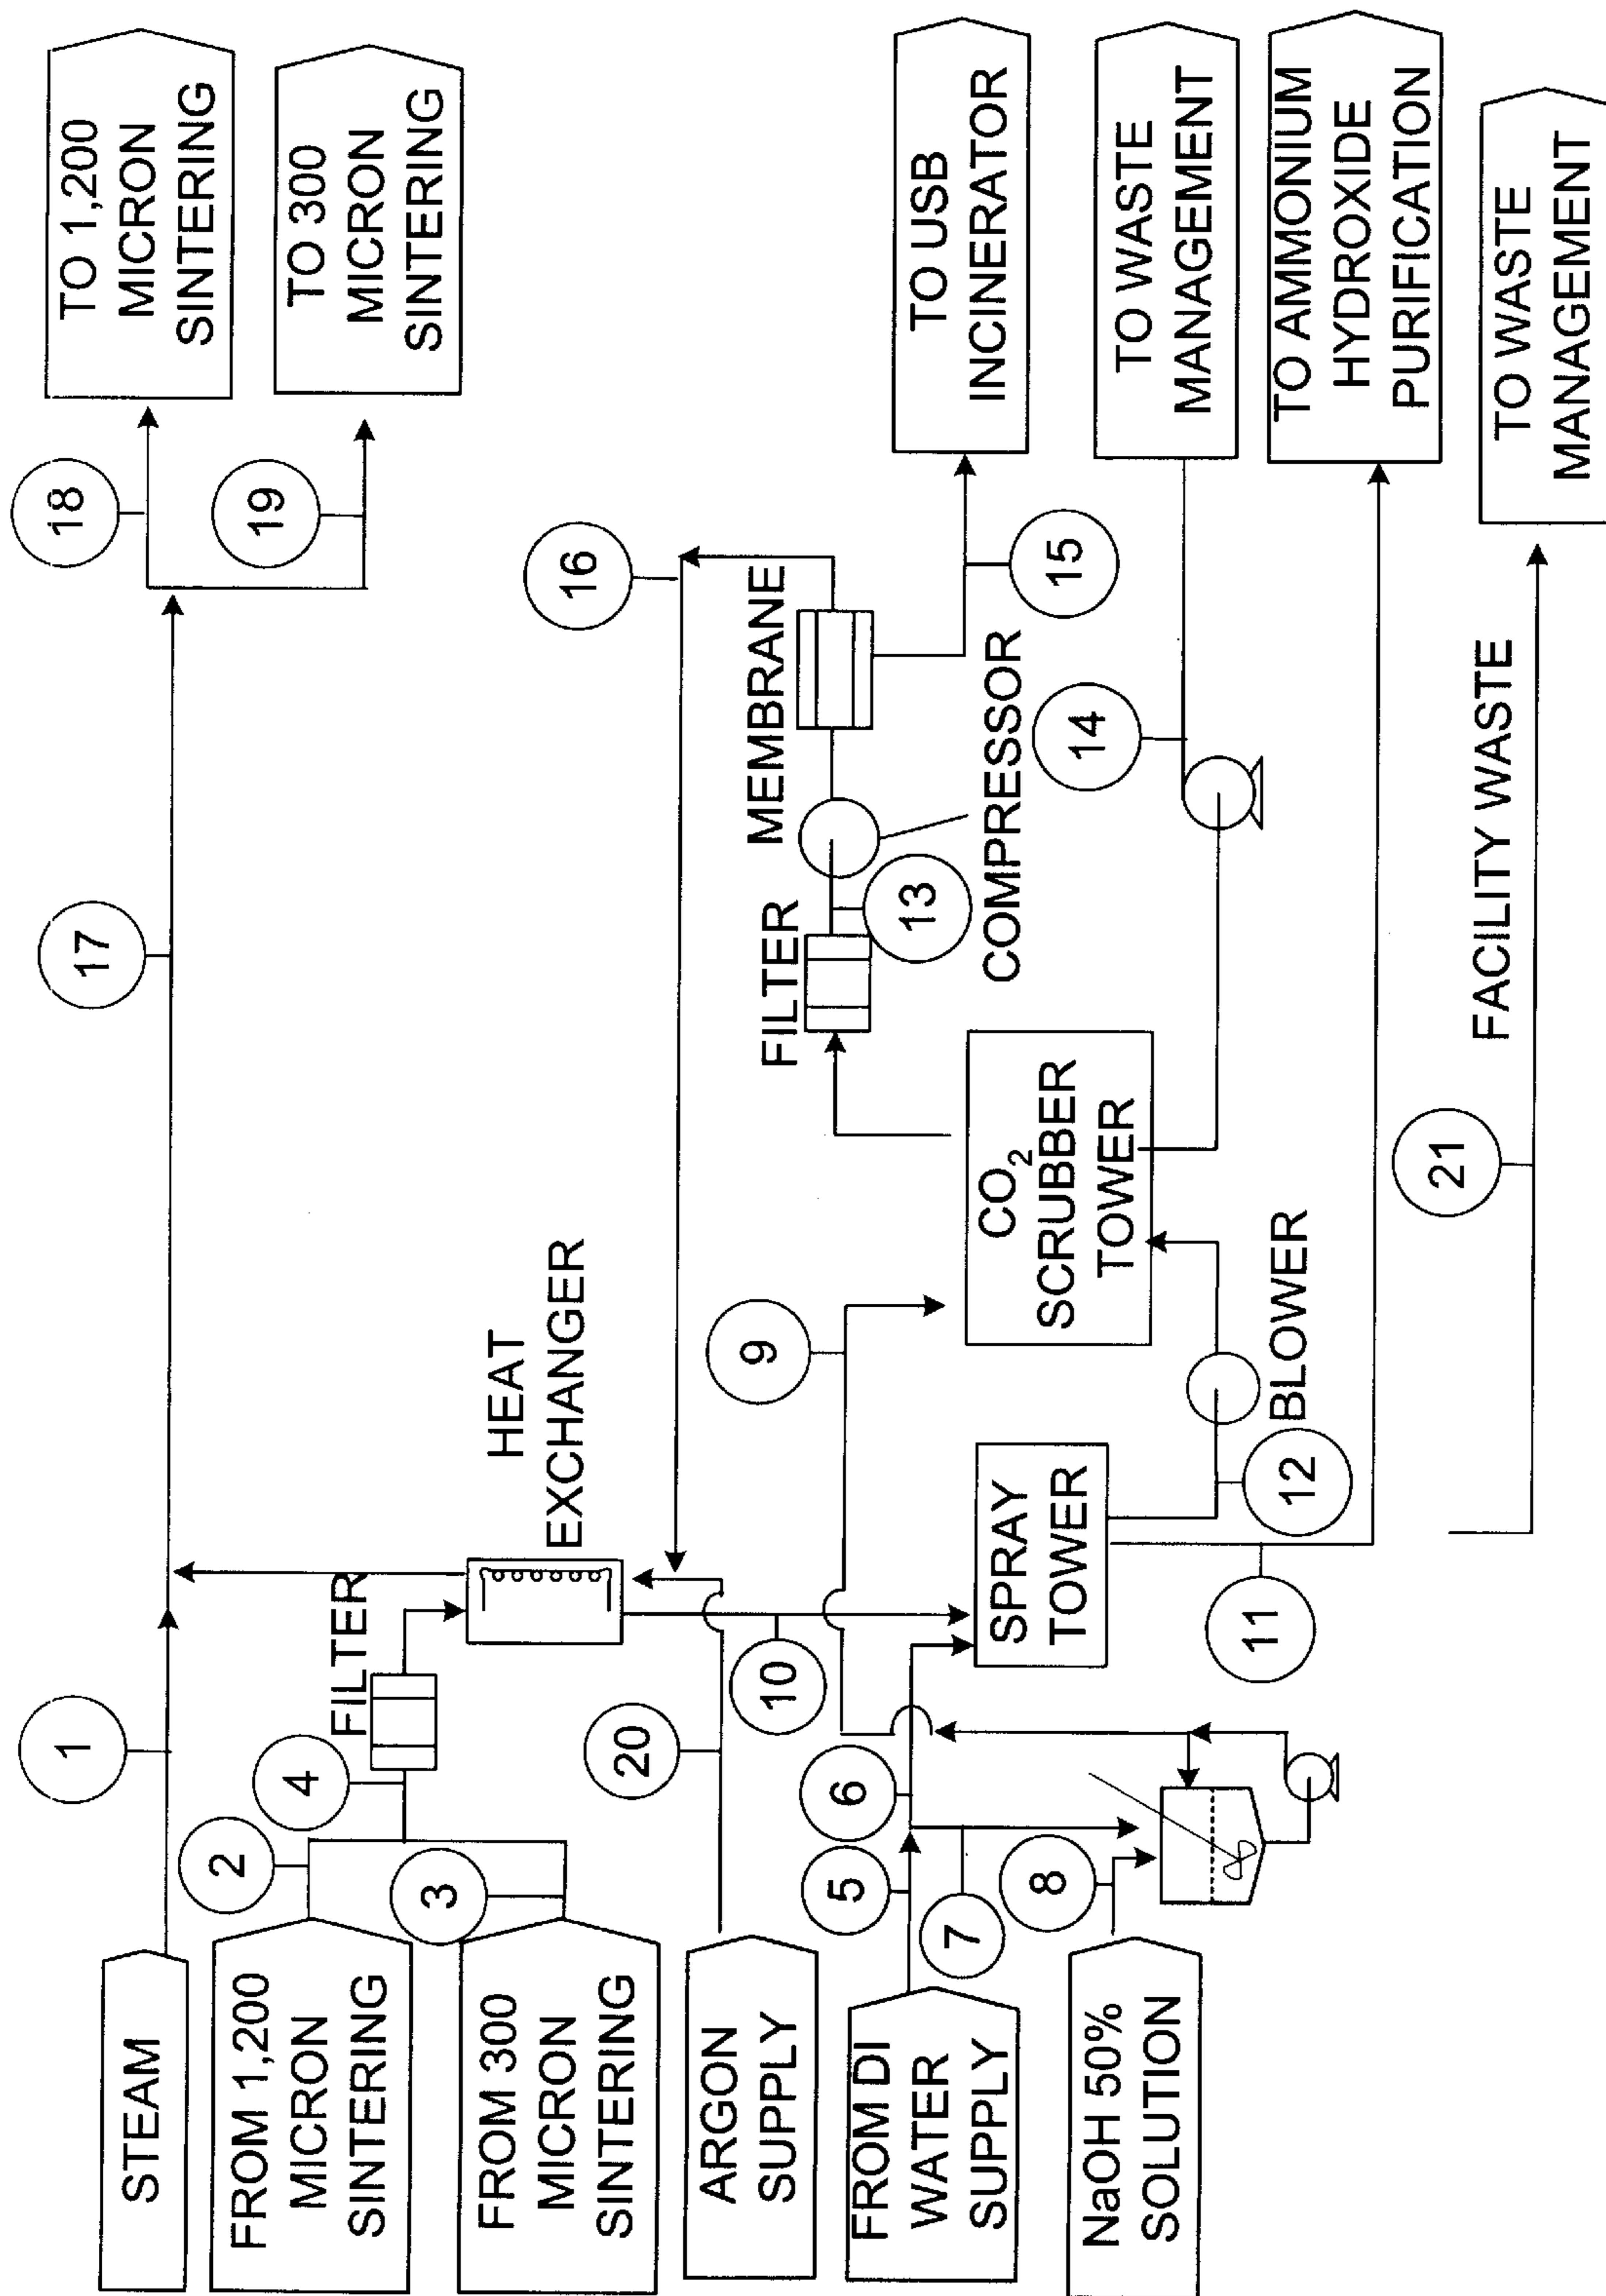 STEAM
1
FROM 1,200
MICRON
SINTERING
2
FROM 300
MICRON
SINTERING
3
4
FILTER
HEAT
EXCHANGER
17
18
19
TO 1,200
MICRON
SINTERING
TO 300
MICRON
SINTERING
ARGON
SUPPLY
20
10
16
FROM DI
WATER
SUPPLY
5
6
7
NaOH 50%
SOLUTION
8
9
SPRAY
TOWER
11
12
BLOWER
CO2
SCRUBBER
TOWER
FILTER
13
COMPRESSOR
MEMBRANE
15
TO USB
INCINERATOR
14
TO WASTE
MANAGEMENT
TO AMMONIUM
HYDROXIDE
PURIFICATION
21
FACILITY WASTE
TO WASTE
MANAGEMENT